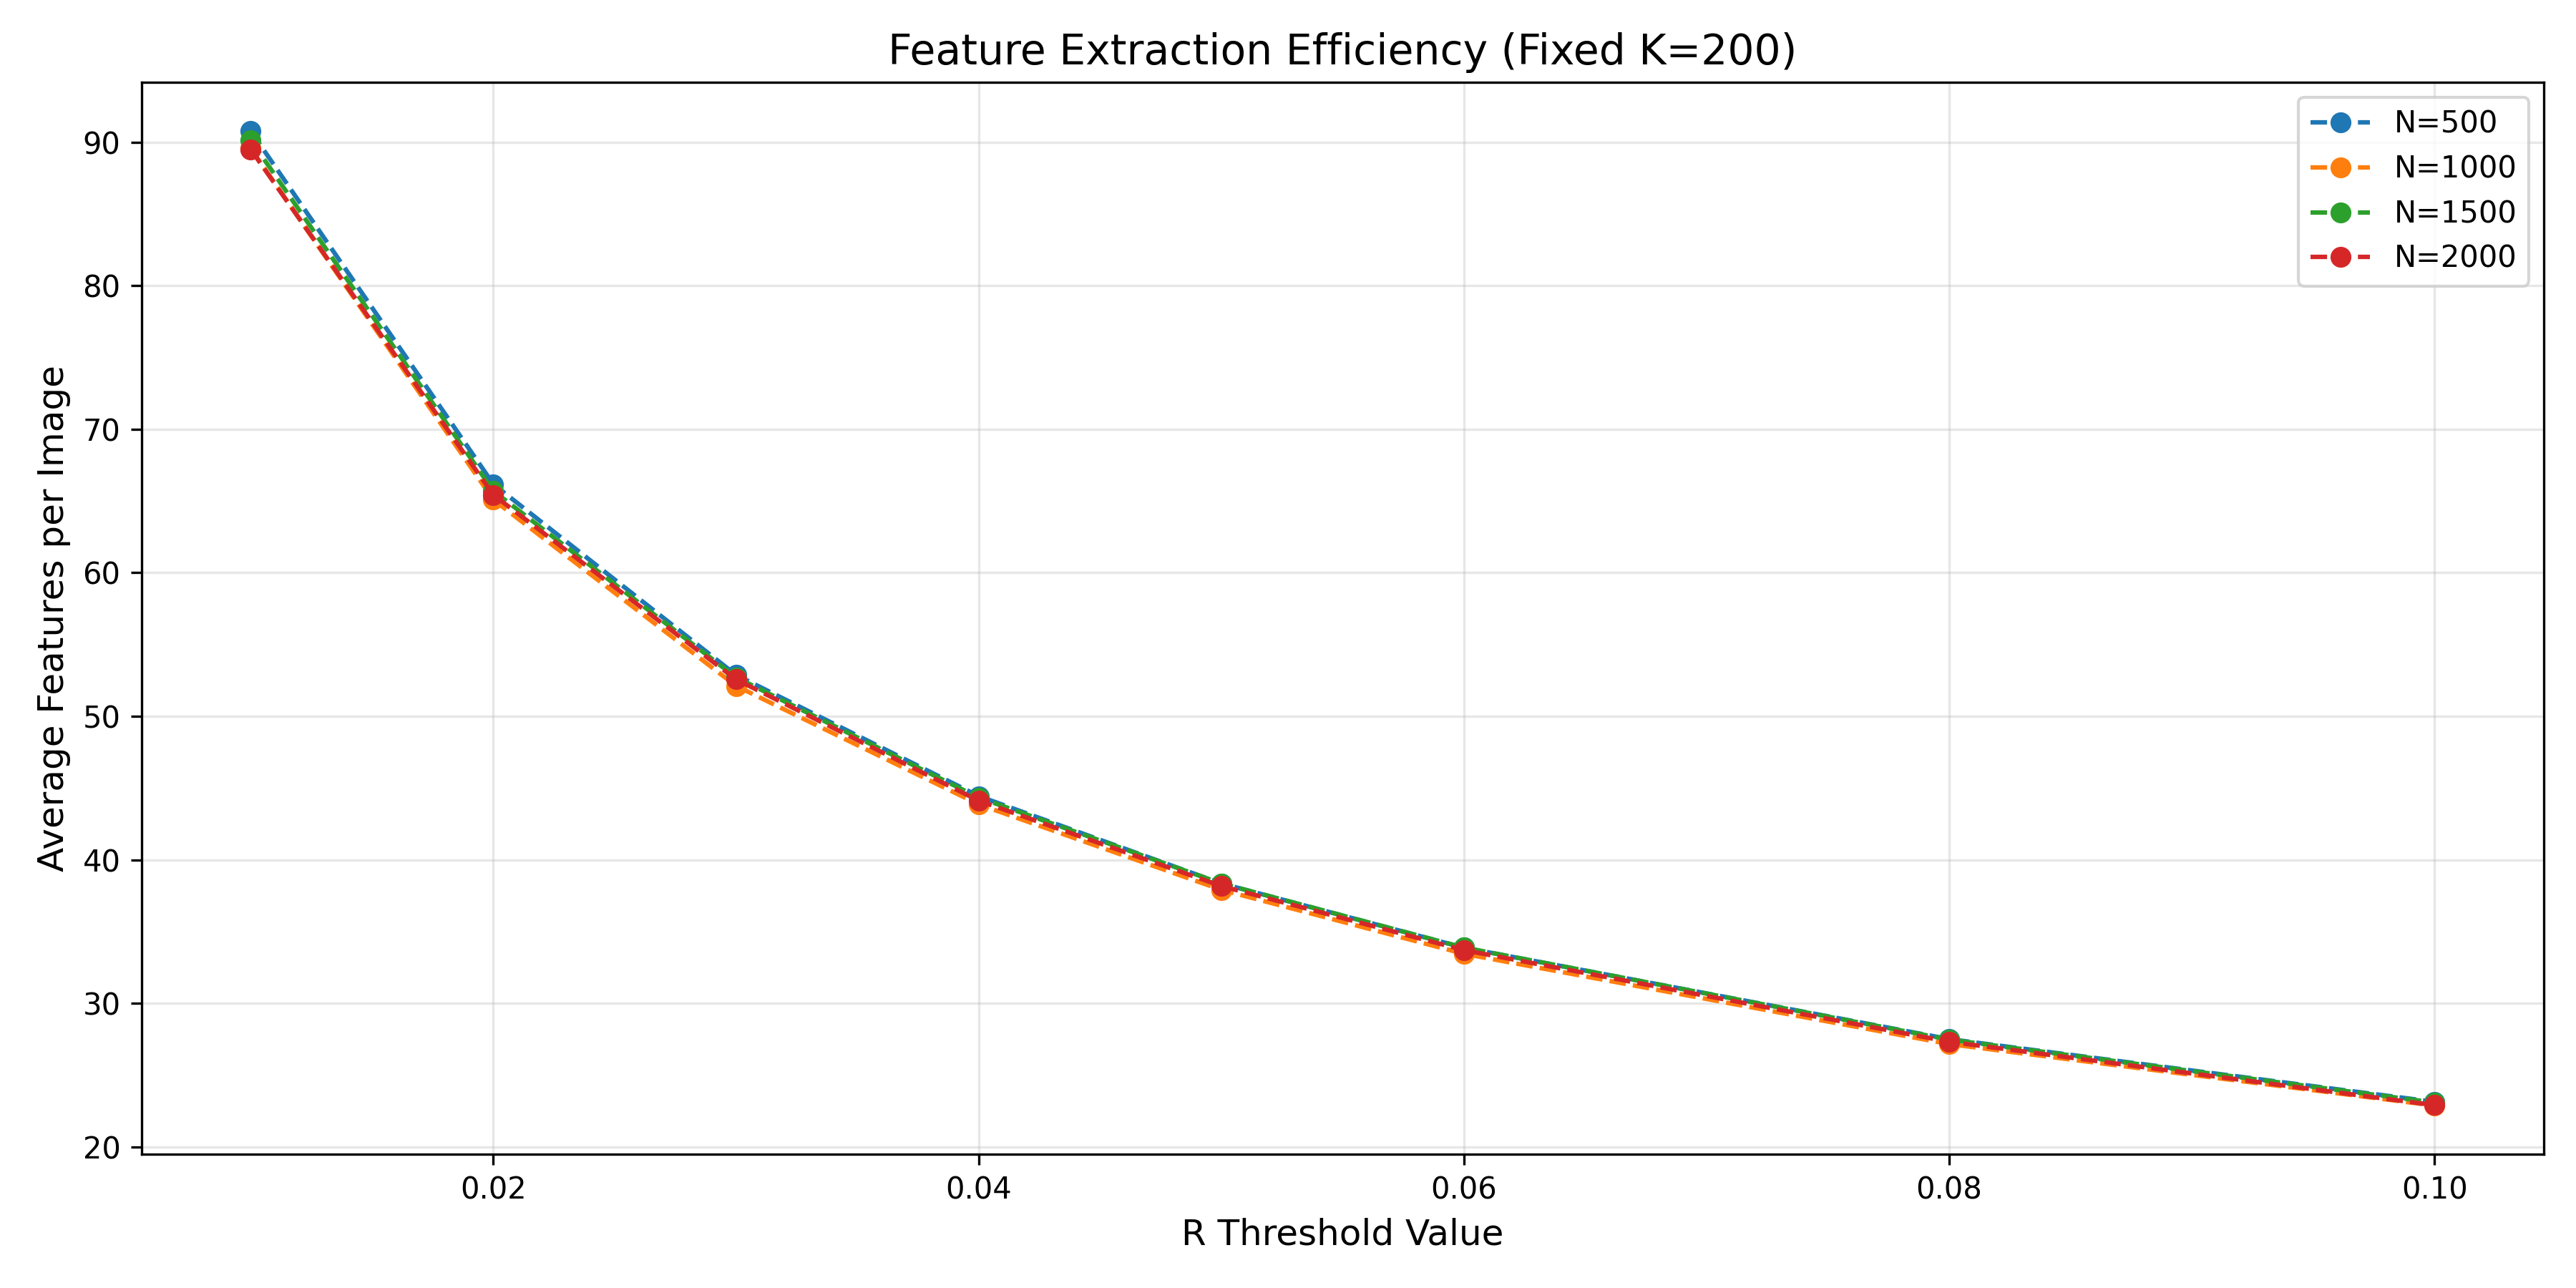 Feature Extraction Efficiency (Fixed K=200)
N=500
N=1000
N=1500
N=2000
Average Features per Image
90
80
70
60
50
40
30
20
0.02 0.04 0.06 0.08 0.10
R Threshold Value